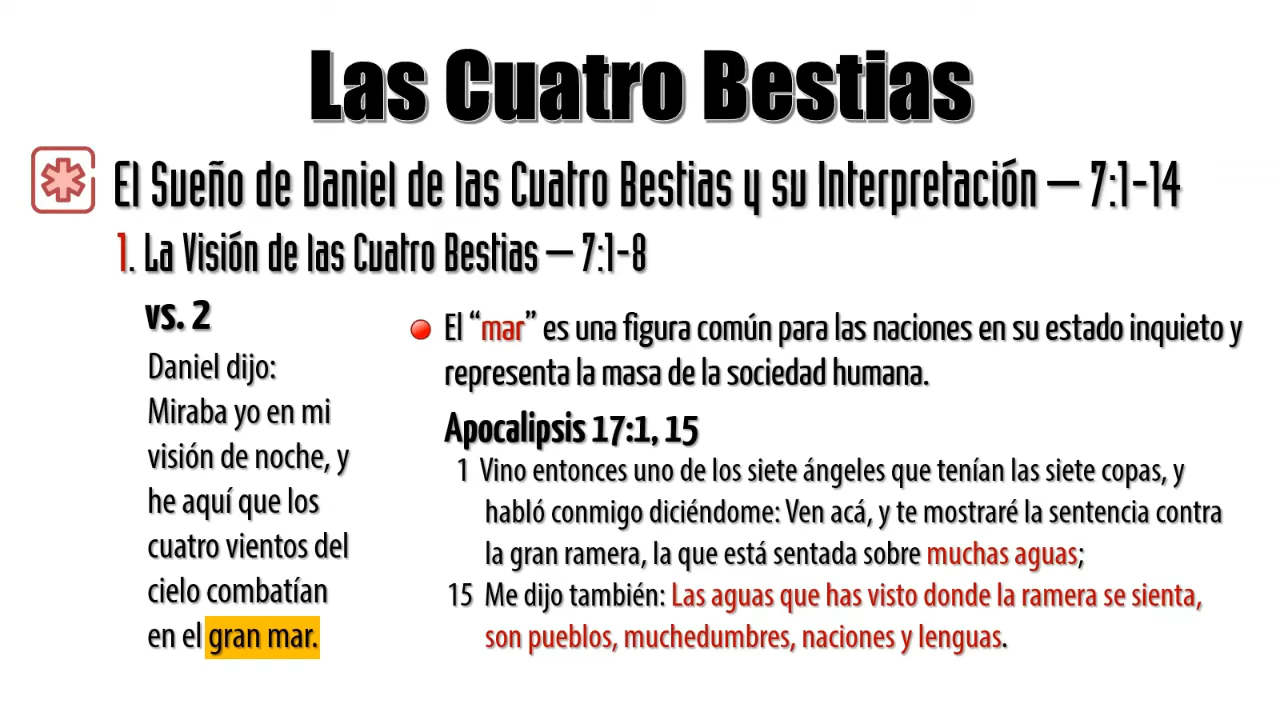 Las Cuatro Bestias
El Sueño de Daniel de las Cuatro Bestias y su Interpretación — 7:1-14
1. La Visión de las Cuatro Bestias — 7:1-8
vs. 2
Daniel dijo:
Miraba yo en mi
visión de noche, y
he aquí que los
cuatro vientos del
cielo combatían
en el gran mar.
El “mar” es una figura común para las naciones en su estado inquieto y
representa la masa de la sociedad humana.
Apocalipsis 17:1, 15
1 Vino entonces uno de los siete ángeles que tenían las siete copas, y
habló conmigo diciéndome: Ven acá, y te mostraré la sentencia contra
la gran ramera, la que está sentada sobre muchas aguas;
15 Me dijo también: Las aguas que has visto donde la ramera se sienta,
son pueblos, muchedumbres, naciones y lenguas.